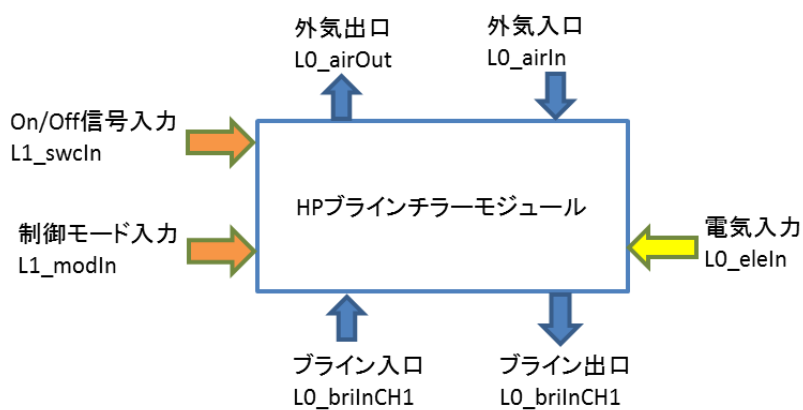 外気出口
L0_airOut
外気入口
L0_airIn
On/Off信号入力
L1_swcIn
HPブラインチラーモジュール
制御モード入力
L1_modIn
電気入力
L0_eleIn
ブライン入口
L0_briInCH1
ブライン出口
L0_briInCH1